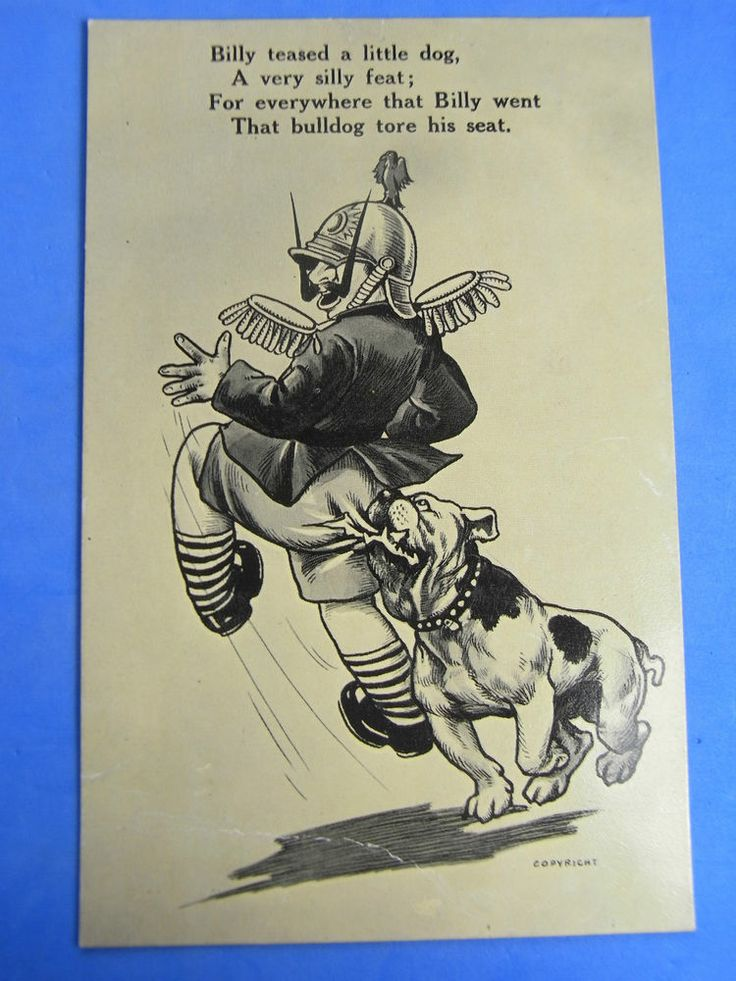 Billy teased a little dog,
A very silly feat;
For everywhere that Billy went
That bulldog tore his seat.
COPYRIGHT